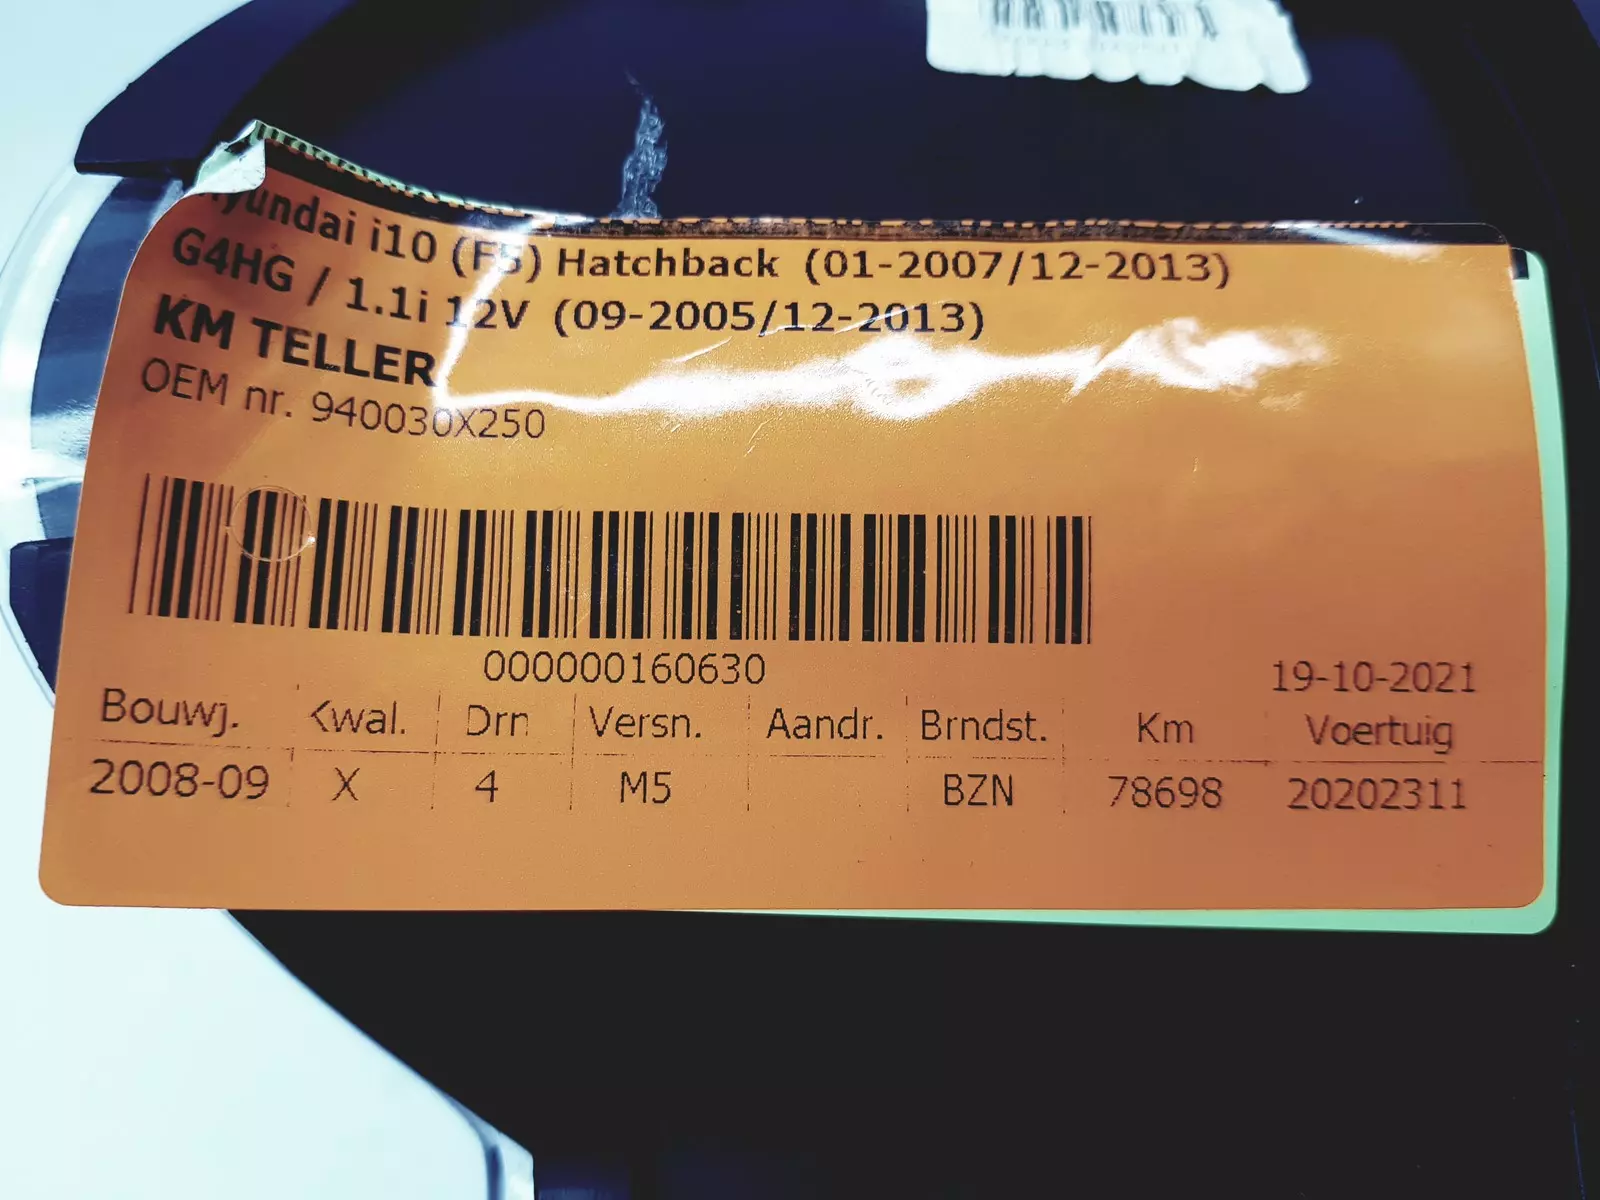 Hyundai i10 (F5) Hatchback (01-2007/12-2013)
G4HG / 1.1i 12V (09-2005/12-2013)
KM TELLER
OEM nr. 940030X250
000000160630
19-10-2021
Bouwj. Kwal. Drn Versn. Aandr. Brndst. Km Voertuig
2008-09 X 4 M5 BZN 78698 20202311